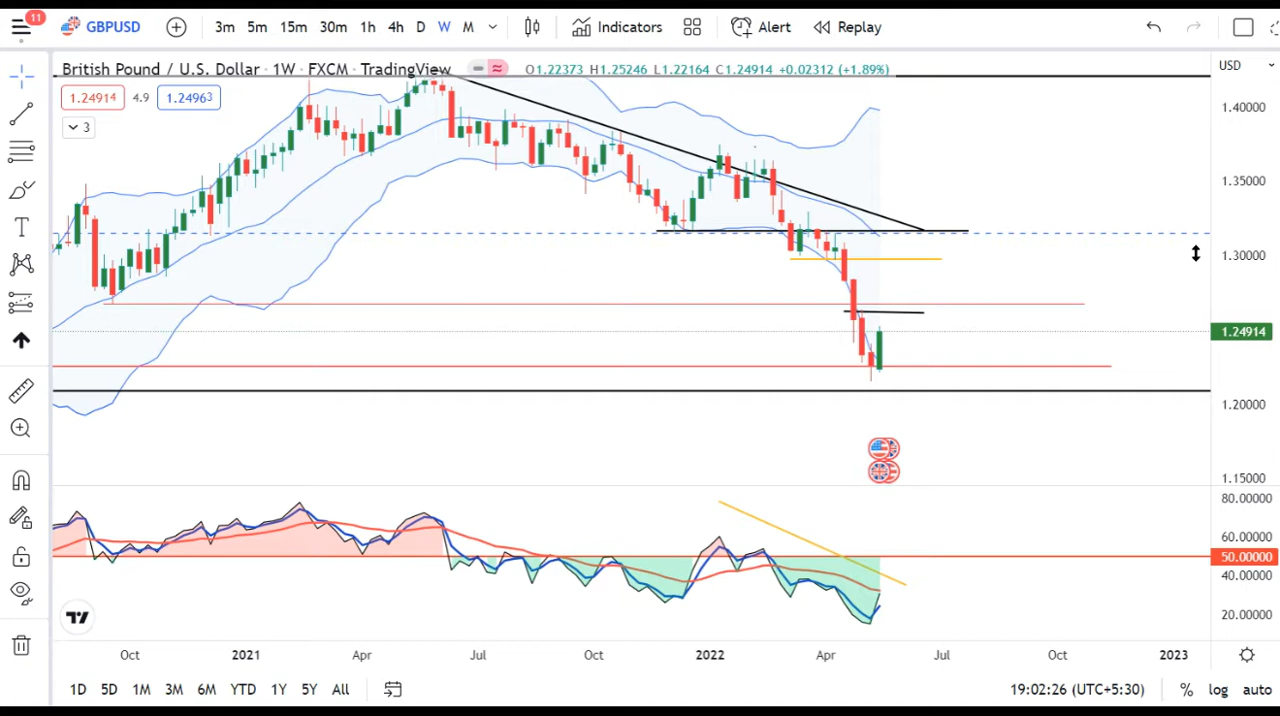 11
GBPUSD
3m 5m 15m 30m 1h 4h D W M
Indicators
Alert
Replay
British Pound / U.S. Dollar · 1W · FXCM · TradingView
O1.22373 H1.25246 L1.22164 C1.24914 +0.02312 (+1.89%)
USD
1.24914 4.9 1.24963
3
1.40000
1.35000
1.30000
1.24914
1.20000
1.15000
80.00000
60.00000
50.00000
40.00000
20.00000
Oct 2021 Apr Jul Oct 2022 Apr Jul Oct 2023
1D 5D 1M 3M 6M YTD 1Y 5Y All
19:02:26 (UTC+5:30) % log auto